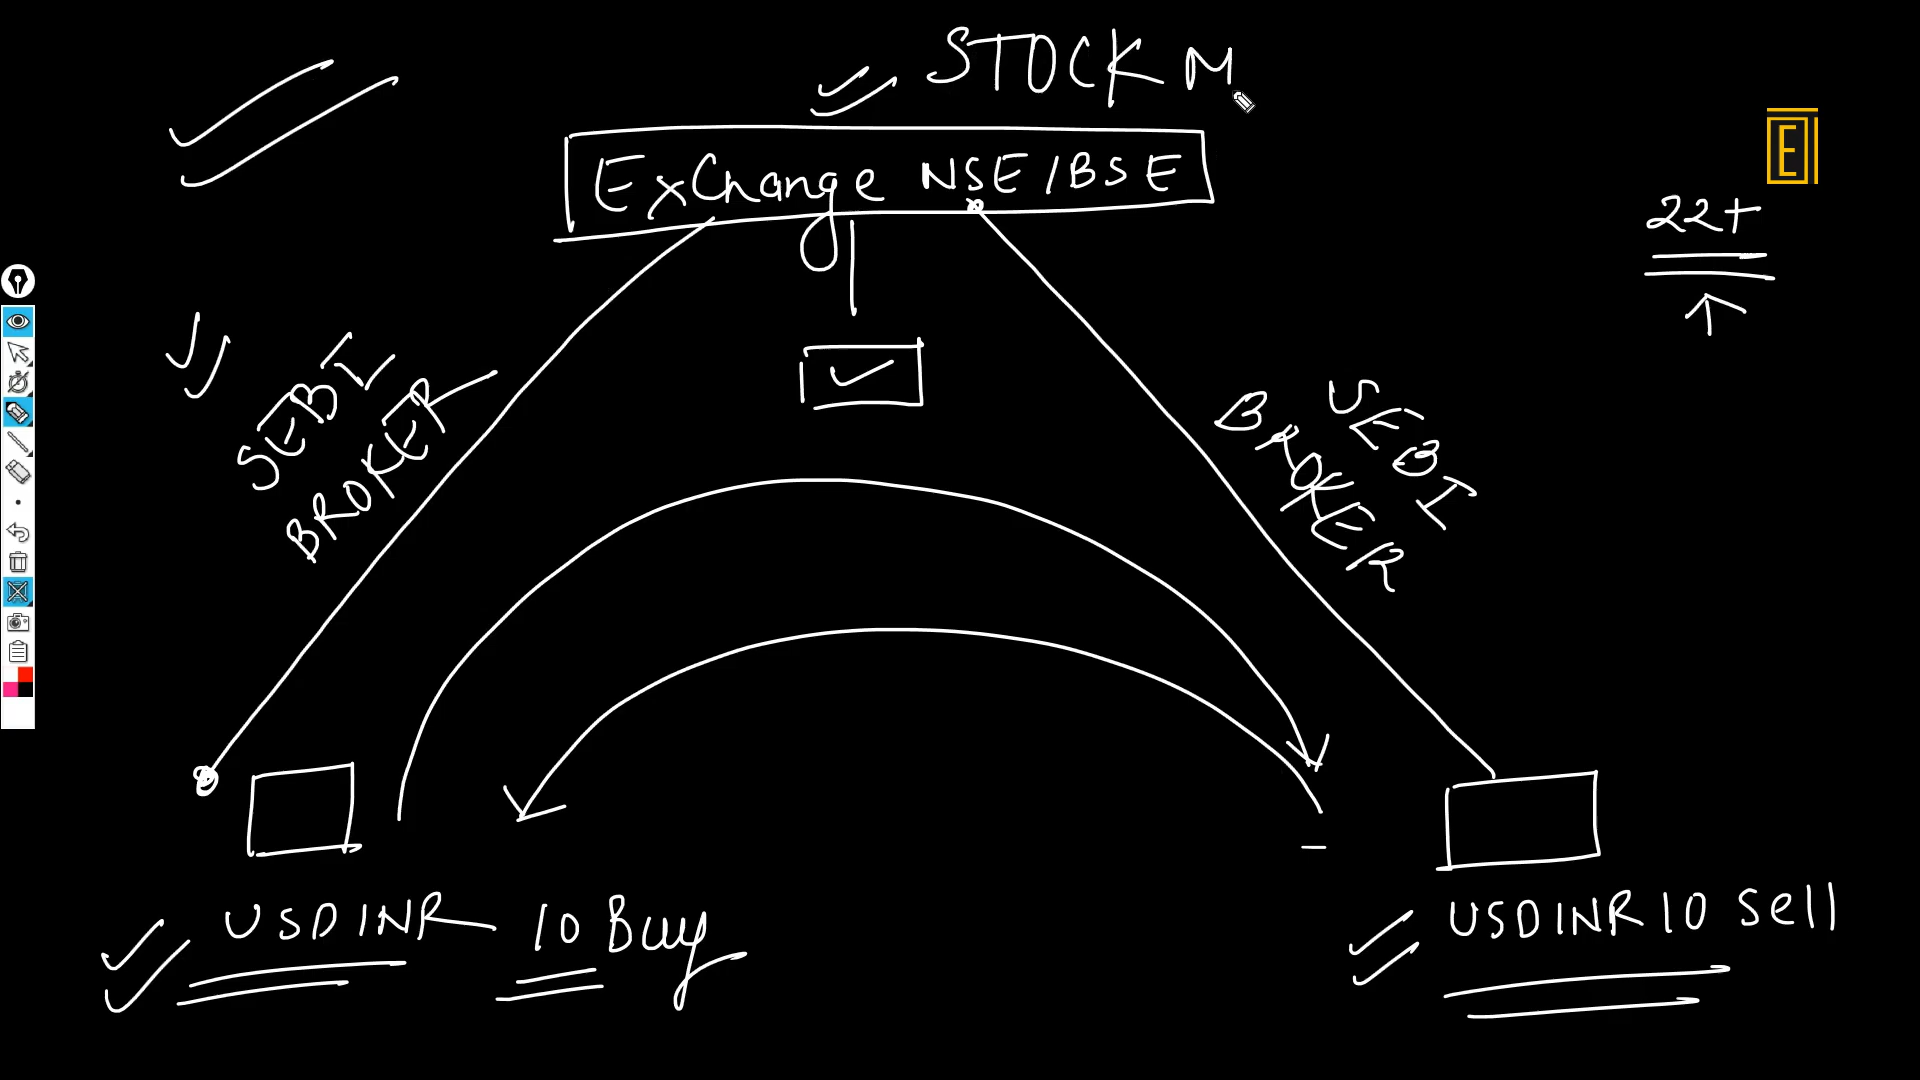 STOCK M
ExChange NSE/BSE
E
22+
SEBI
BROKER
SEBI
BROKER
USDINR 10 Buy
USDINR 10 Sell